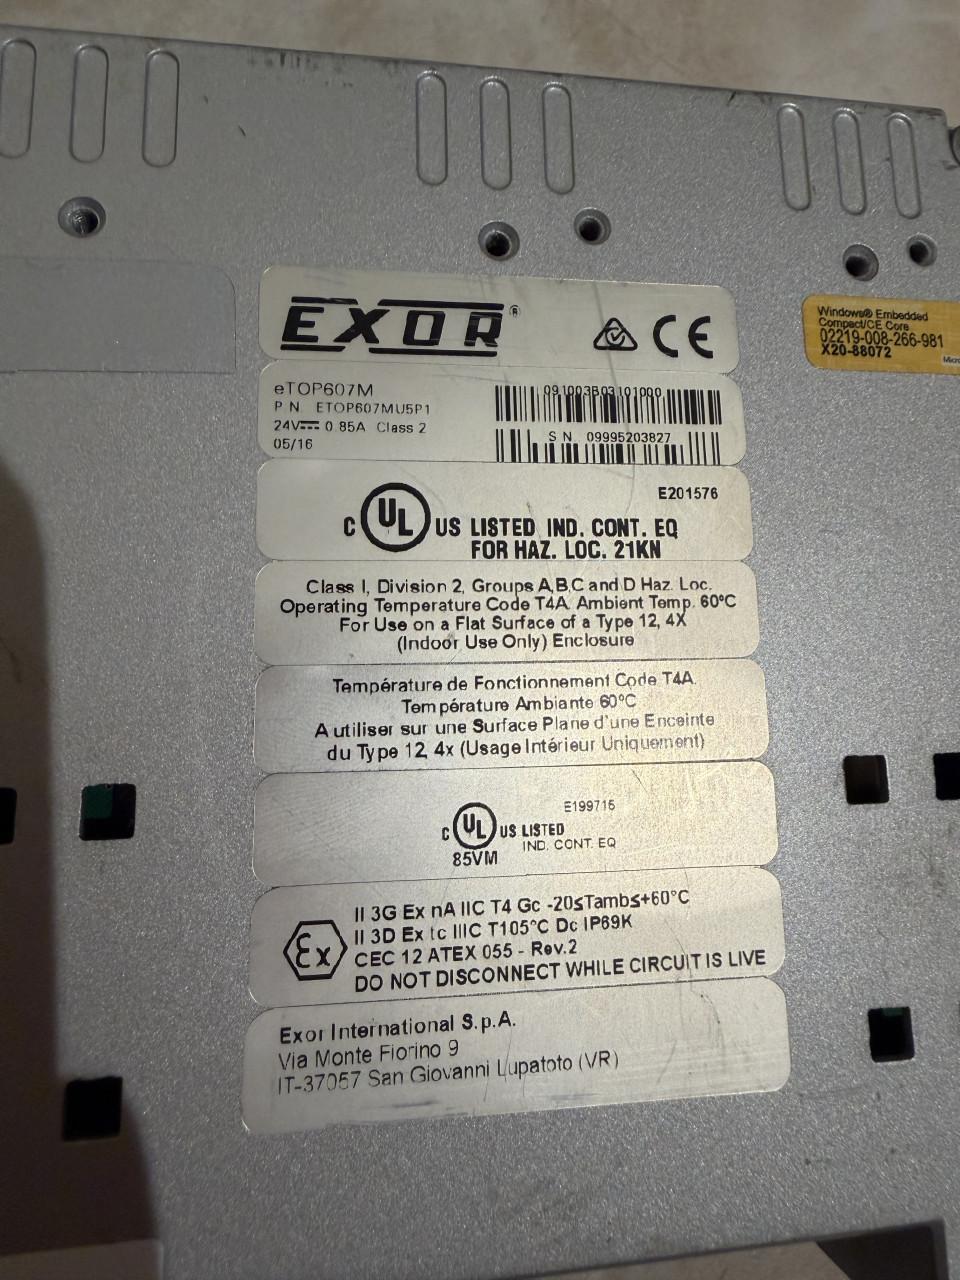 EXOR®
CE
Windows® Embedded
Compact/CE Core
02219-008-266-981
X20-88072
eTOP607M
P.N. ETOP607MU5P1
24V 0.85A Class 2
05/16
091003B03101000
S.N. 09995203827
E201576
C UL US LISTED IND. CONT. EQ
FOR HAZ. LOC. 21KN
Class I, Division 2, Groups A,B,C and D Haz. Loc.
Operating Temperature Code T4A. Ambient Temp. 60°C
For Use on a Flat Surface of a Type 12, 4X
(Indoor Use Only) Enclosure
Température de Fonctionnement Code T4A.
Température Ambiante 60°C
A utiliser sur une Surface Plane d'une Enceinte
du Type 12, 4x (Usage Intérieur Uniquement)
E199715
C UL US LISTED
IND. CONT. EQ
85VM
Ex
II 3G Ex nA IIC T4 Gc -20≤Tamb≤+60°C
II 3D Ex tc IIIC T105°C Dc IP69K
CEC 12 ATEX 055 - Rev.2
DO NOT DISCONNECT WHILE CIRCUIT IS LIVE
Exor International S.p.A.
Via Monte Fiorino 9
IT-37057 San Giovanni Lupatoto (VR)